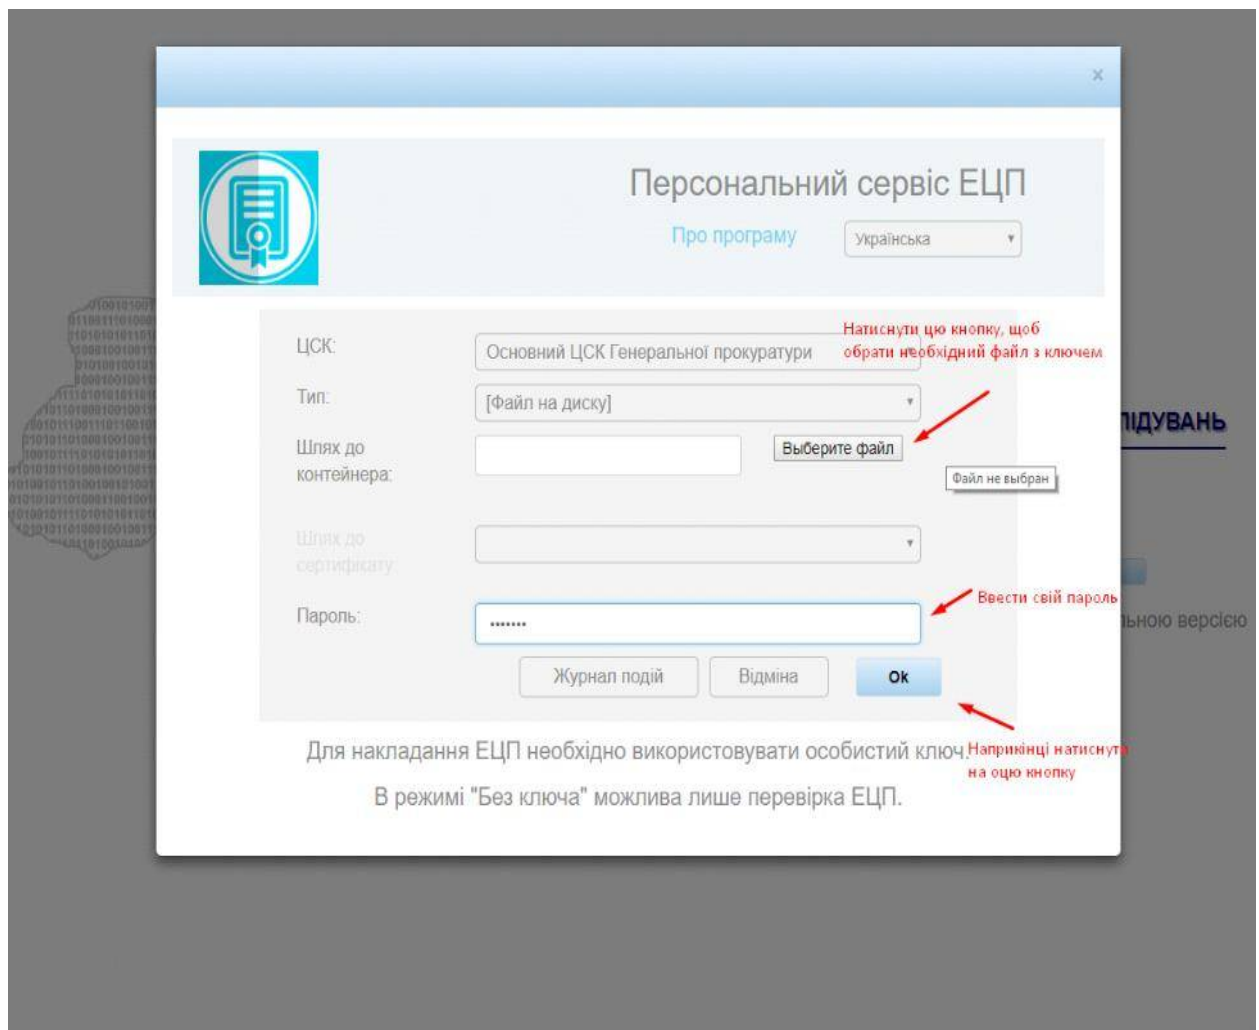 x
Персональний сервіс ЕЦП
Про програму
Українська
Натиснути цю кнопку, щоб
обрати необхідний файл з ключем
ЦСК:
Основний ЦСК Генеральної прокуратури
Тип:
[Файл на диску]
ЛІДУВАНЬ
Шлях до
контейнера:
Выберите файл
Файл не выбран
Шлях до
сертифікату:
Ввести свій пароль
Пароль:
•••••••
льною версією
Журнал подій
Відміна
Ok
Наприкінці натиснути
на оцю кнопку
Для накладання ЕЦП необхідно використовувати особистий ключ.
В режимі "Без ключа" можлива лише перевірка ЕЦП.